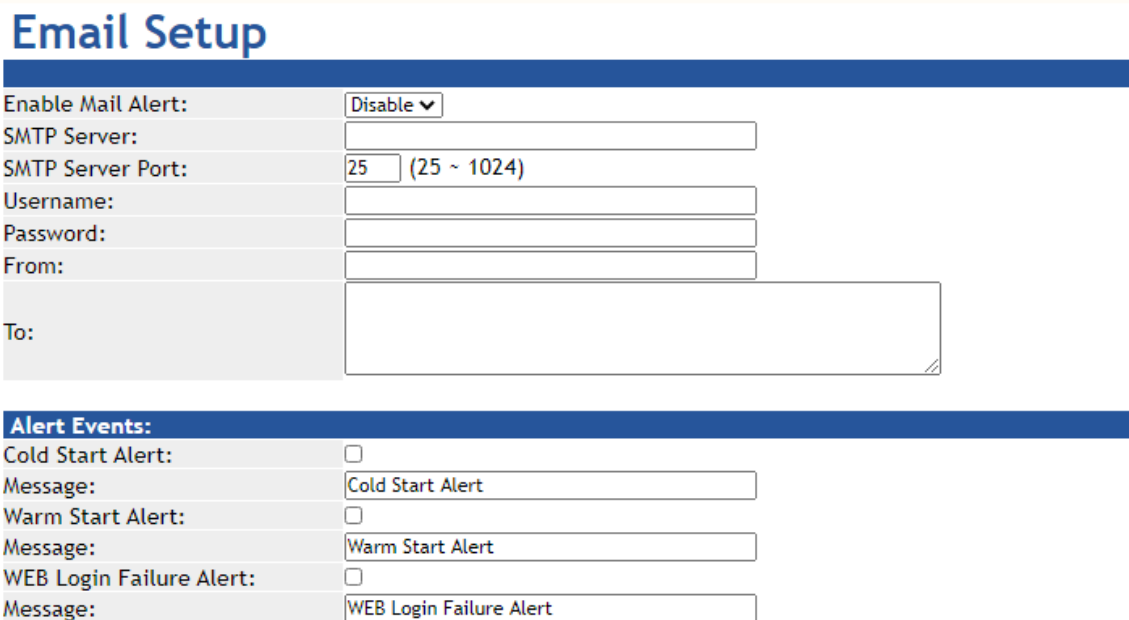 Email Setup
Enable Mail Alert: Disable
SMTP Server:
SMTP Server Port: 25 (25 ~ 1024)
Username:
Password:
From:
To:
Alert Events:
Cold Start Alert:
Message: Cold Start Alert
Warm Start Alert:
Message: Warm Start Alert
WEB Login Failure Alert:
Message: WEB Login Failure Alert